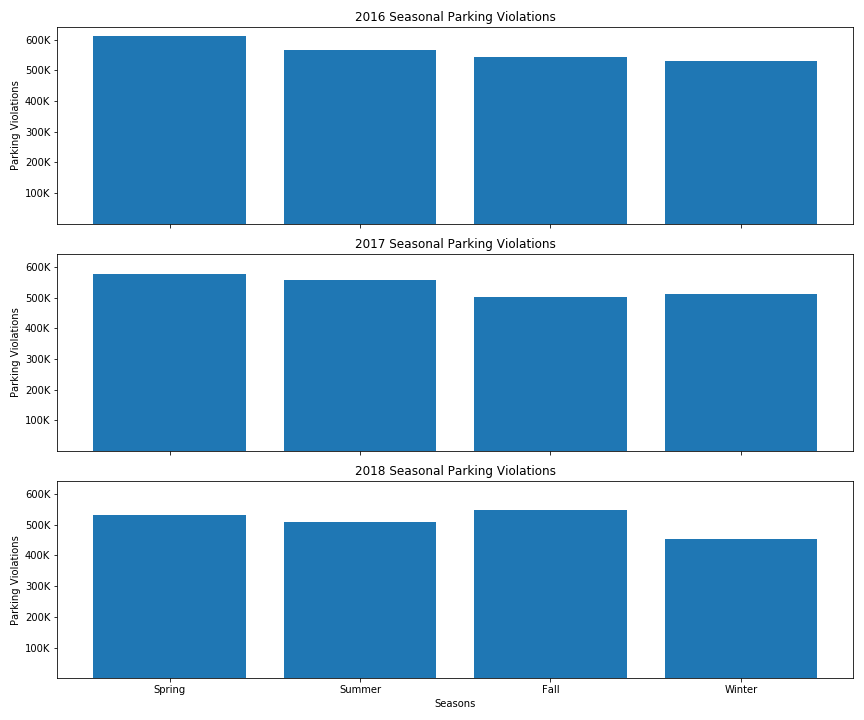 2016 Seasonal Parking Violations
600K
500K
400K
300K
200K
100K
Parking Violations
2017 Seasonal Parking Violations
600K
500K
400K
300K
200K
100K
Parking Violations
2018 Seasonal Parking Violations
600K
500K
400K
300K
200K
100K
Parking Violations
Spring Summer Fall Winter
Seasons